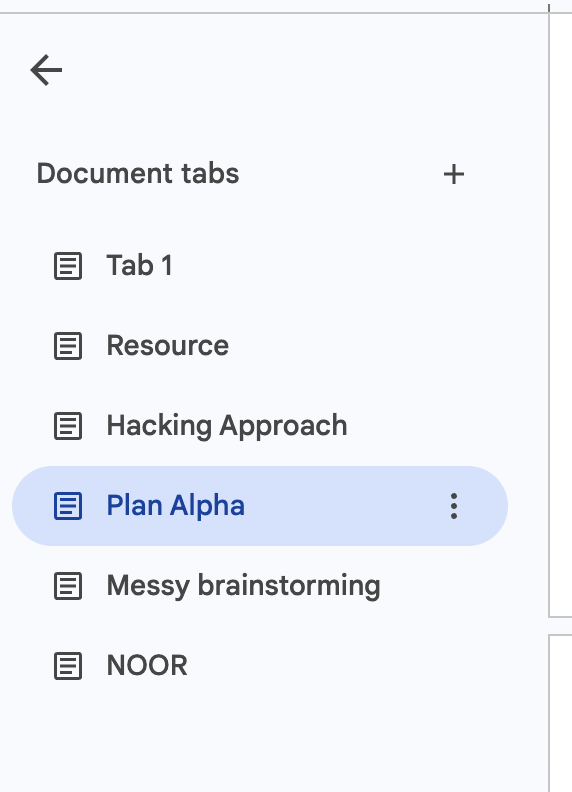 Document tabs
Tab 1
Resource
Hacking Approach
Plan Alpha
Messy brainstorming
NOOR